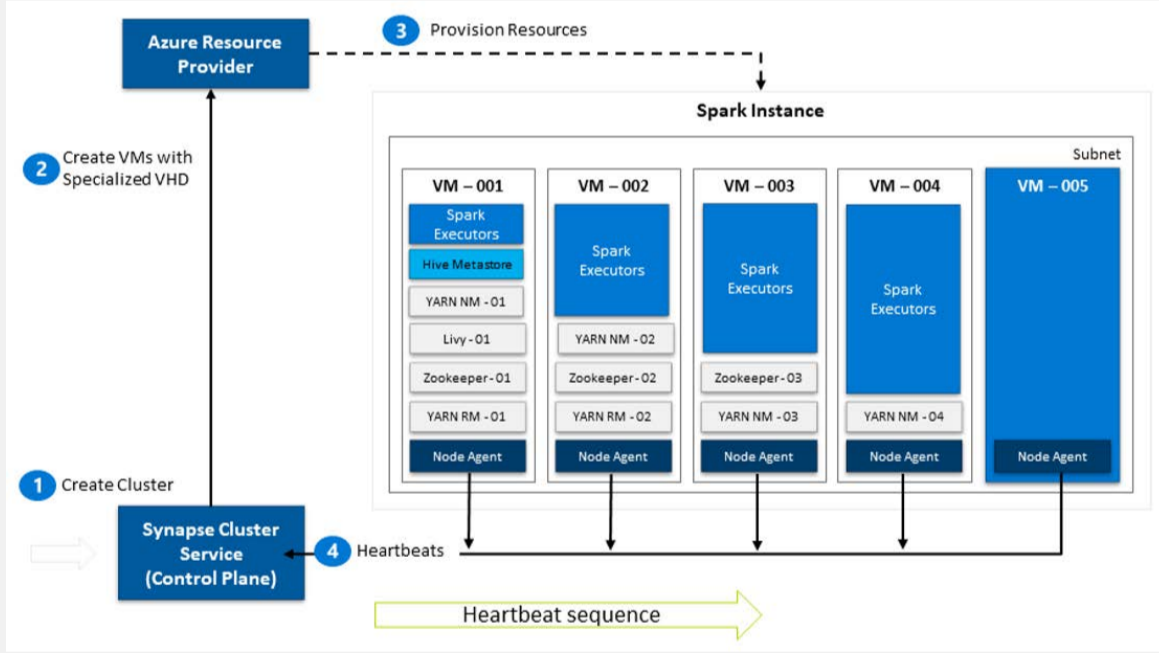 Azure Resource
Provider
3 Provision Resources
2 Create VMs with
Specialized VHD
Spark Instance
Subnet
VM – 001
Spark
Executors
Hive Metastore
YARN NM - 01
Livy - 01
Zookeeper - 01
YARN RM - 01
Node Agent
VM – 002
Spark
Executors
YARN NM - 02
Zookeeper - 02
YARN RM - 02
Node Agent
VM – 003
Spark
Executors
Zookeeper - 03
YARN NM - 03
Node Agent
VM – 004
Spark
Executors
YARN NM - 04
Node Agent
VM – 005
Node Agent
1 Create Cluster
Synapse Cluster
Service
(Control Plane)
4 Heartbeats
Heartbeat sequence